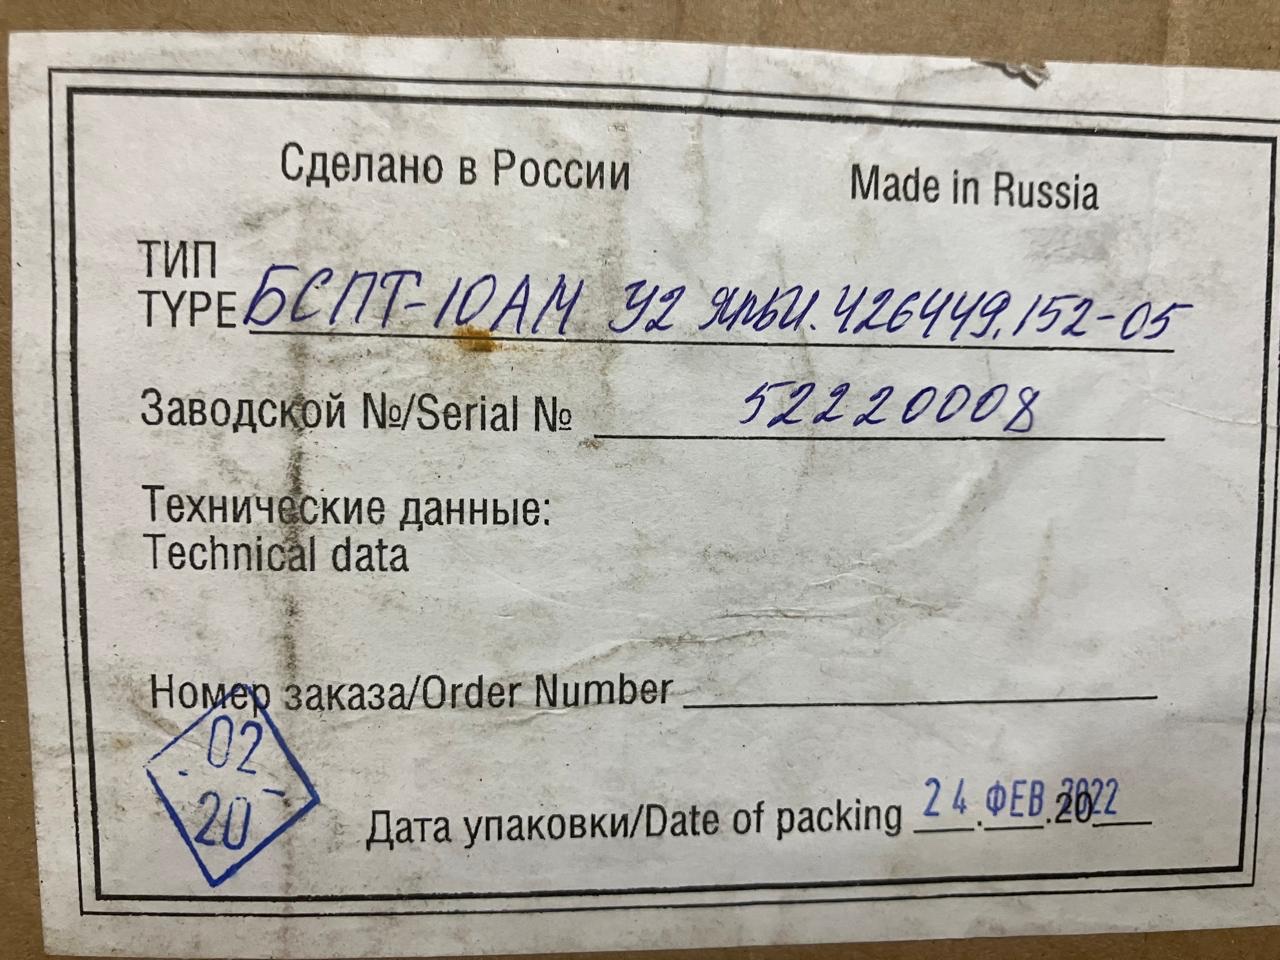 Сделано в России Made in Russia
ТИП
TYPE БСПТ-10АМ У2 ЯЛБИ.426449.152-05
Заводской №/Serial № 52220008
Технические данные:
Technical data
Номер заказа/Order Number
02
20
Дата упаковки/Date of packing 24 ФЕВ 2022 . .20